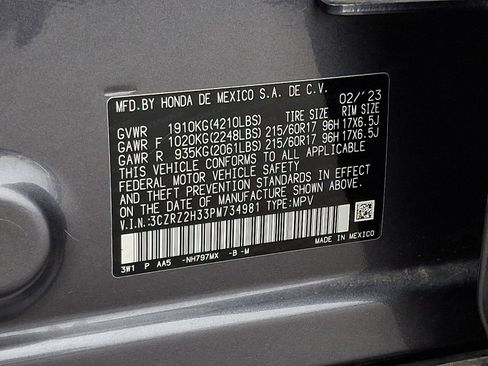 MFD.BY HONDA DE MEXICO S.A. DE C.V. 02/'23
TIRE SIZE RIM SIZE
GVWR 1910KG(4210LBS)
GAWR F 1020KG(2248LBS) 215/60R17 96H 17X6.5J
GAWR R 935KG(2061LBS) 215/60R17 96H 17X6.5J
THIS VEHICLE CONFORMS TO ALL APPLICABLE
FEDERAL MOTOR VEHICLE SAFETY
AND THEFT PREVENTION STANDARDS IN EFFECT
ON THE DATE OF MANUFACTURE SHOWN ABOVE.
V.I.N.:3CZRZ2H33PM734981 TYPE:MPV
MADE IN MEXICO
3W1 P AA5 -NH797MX -B -M